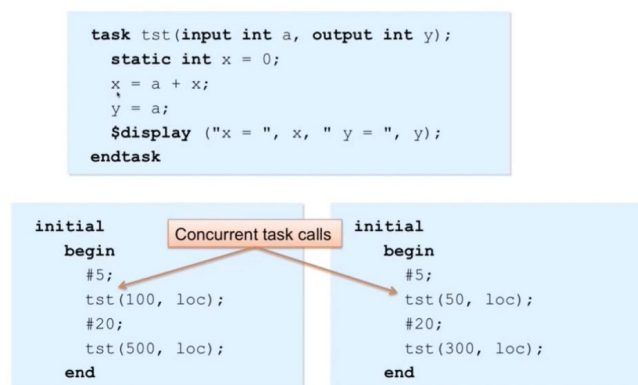 task tst(input int a, output int y);
static int x = 0;
x = a + x;
y = a;
$display ("x = ", x, " y = ", y);
endtask
Concurrent task calls
initial
begin
#5;
tst(100, loc);
#20;
tst(500, loc);
end
initial
begin
#5;
tst(50, loc);
#20;
tst(300, loc);
end